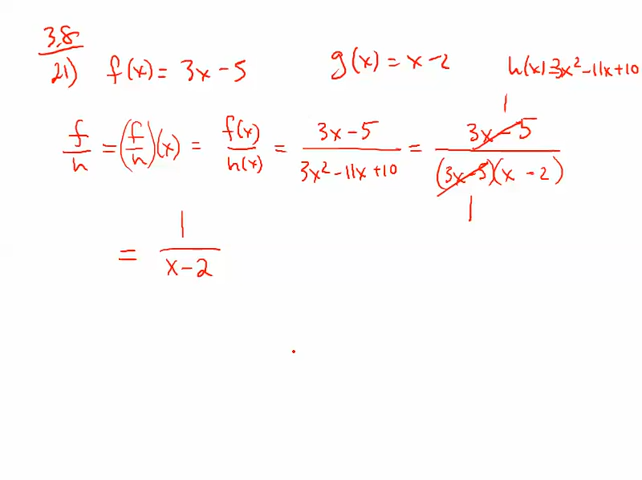 3.8
21) f(x) = 3x − 5 g(x) = x − 2 h(x) = 3x² − 11x + 10
f/h = (f/h)(x) = f(x)/h(x) = (3x − 5)/(3x² − 11x + 10) = (3x − 5)/((3x − 5)(x − 2)) 1 1
= 1/(x − 2)